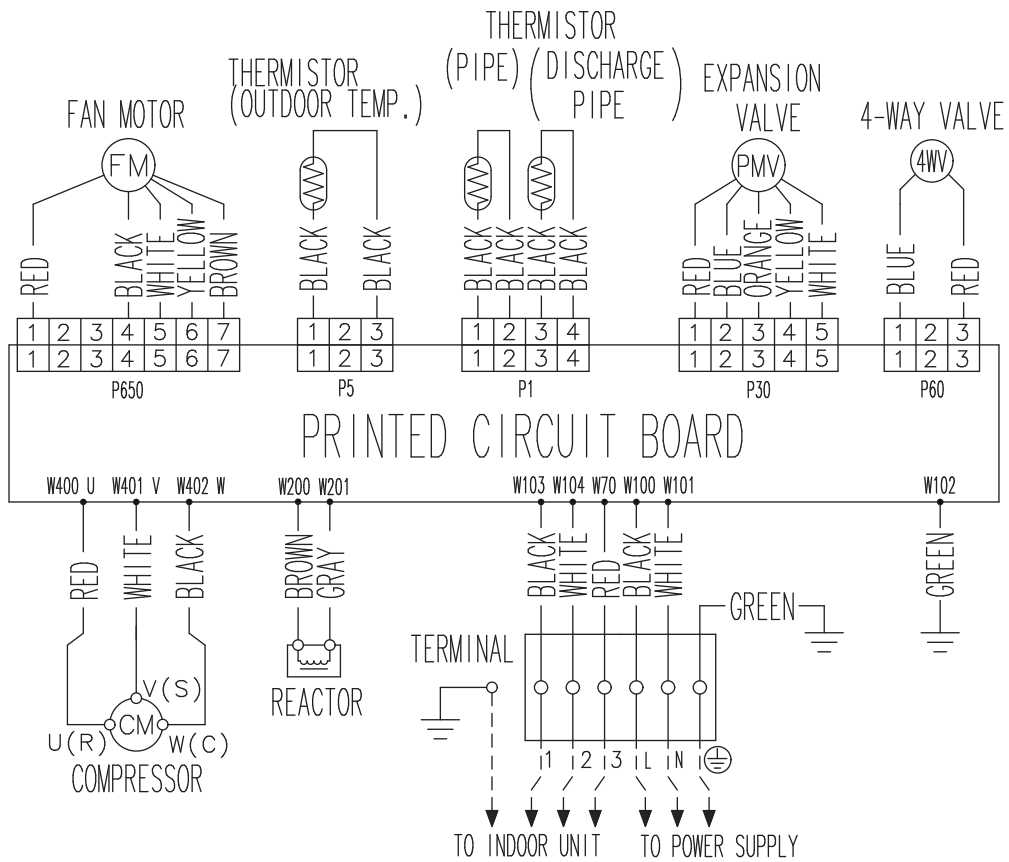 THERMISTOR
(PIPE) (DISCHARGE PIPE)
THERMISTOR
(OUTDOOR TEMP.)
EXPANSION
VALVE
FAN MOTOR
4-WAY VALVE
FM
PMV
4WV
RED
BLACK
WHITE
YELLOW
BROWN
BLACK
BLACK
BLACK
BLACK
BLACK
BLACK
RED
BLUE
ORANGE
YELLOW
WHITE
BLUE
RED
1 2 3 4 5 6 7
1 2 3
1 2 3 4
1 2 3 4 5
1 2 3
1 2 3 4 5 6 7
1 2 3
1 2 3 4
1 2 3 4 5
1 2 3
P650
P5
P1
P30
P60
PRINTED CIRCUIT BOARD
W400 U
W401 V
W402 W
W200
W201
W103
W104
W70
W100
W101
W102
RED
WHITE
BLACK
BROWN
GRAY
BLACK
WHITE
RED
BLACK
WHITE
GREEN
GREEN
TERMINAL
V(S)
CM
U(R)
W(C)
COMPRESSOR
REACTOR
1 2 3 L N
TO INDOOR UNIT
TO POWER SUPPLY